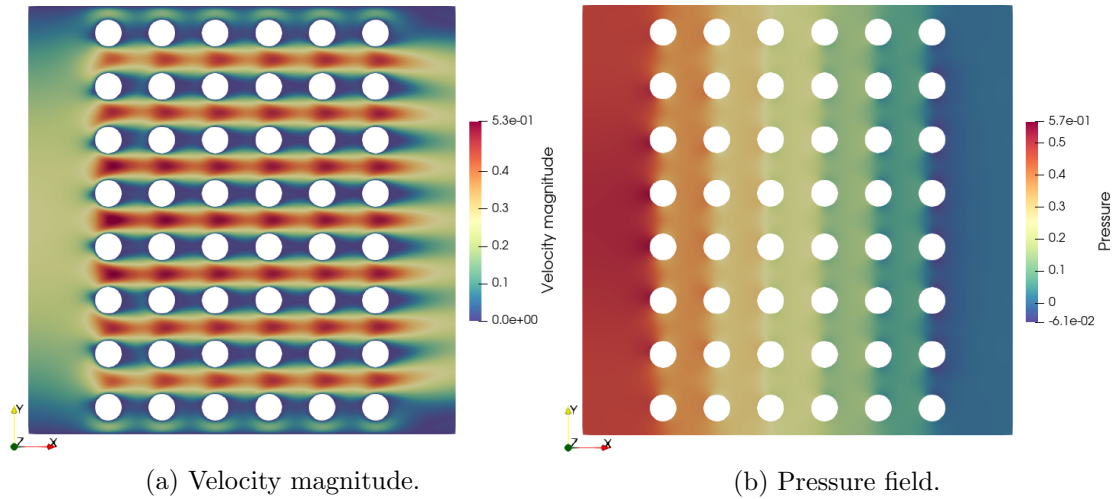 5.3e-01
0.4
0.3
0.2
0.1
0.0e+00
Velocity magnitude
Y
Z
X
(a) Velocity magnitude.
5.7e-01
0.5
0.4
0.3
0.2
0.1
0
-6.1e-02
Pressure
Y
Z
X
(b) Pressure field.